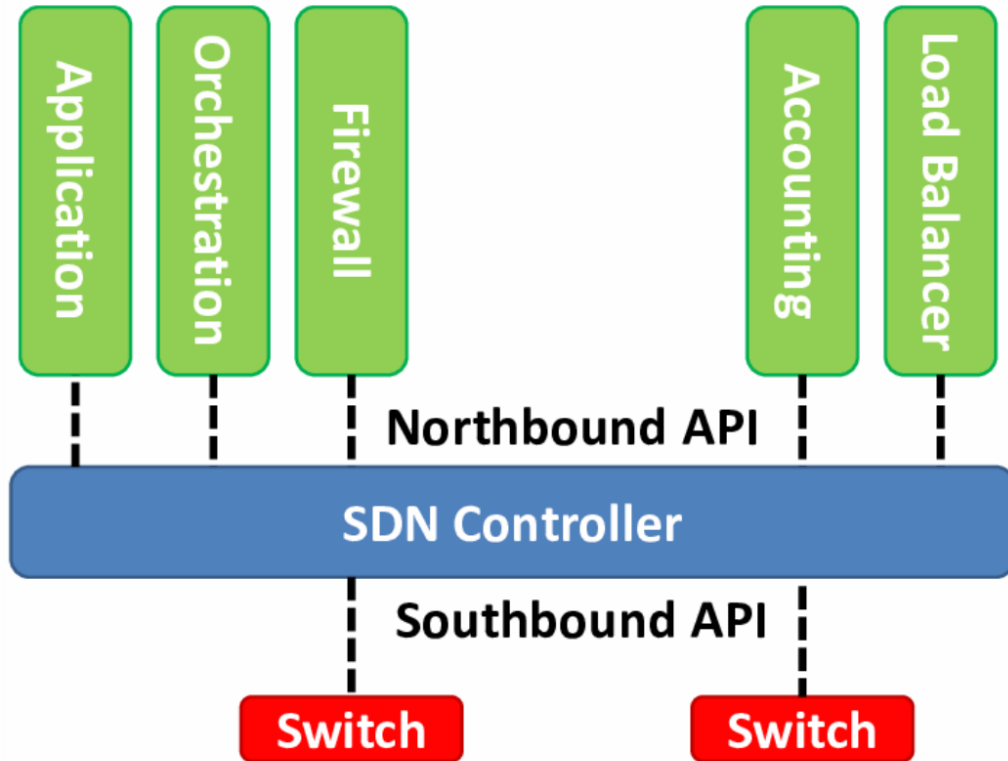 Application
Orchestration
Firewall
Accounting
Load Balancer
Northbound API
SDN Controller
Southbound API
Switch
Switch